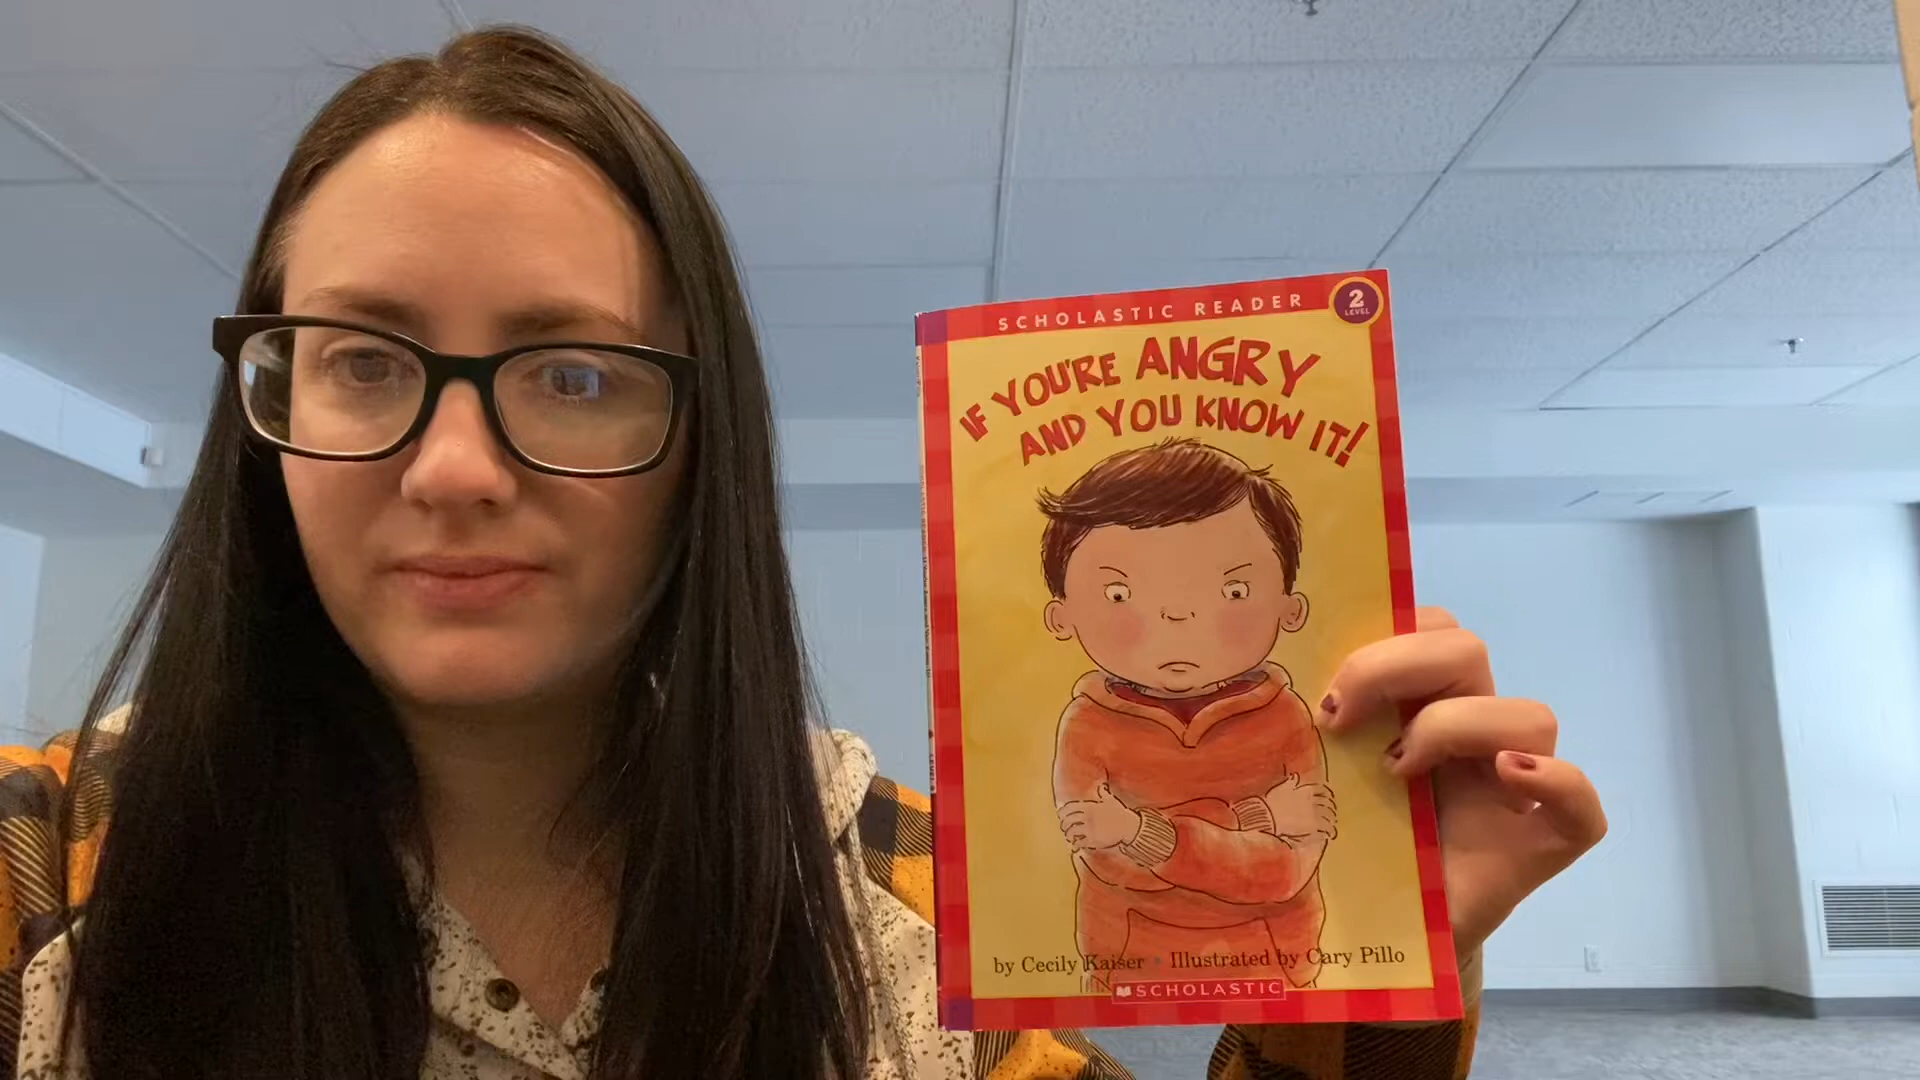 SCHOLASTIC READER
2
LEVEL
IF YOU'RE ANGRY
AND YOU KNOW IT!
by Cecily Kaiser • Illustrated by Cary Pillo
SCHOLASTIC